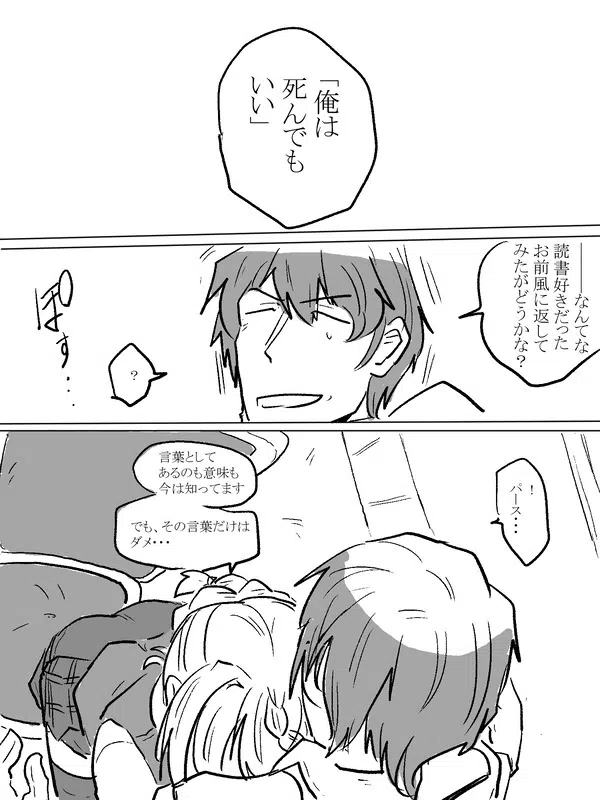 「俺は
死んでも
いい」
───なんてな
読書好きだった
お前風に返して
みたがどうかな？
ぽす・・・
？
！
パース・・・
言葉として
あるのも意味も
今は知ってます
でも、その言葉だけは
ダメ・・・